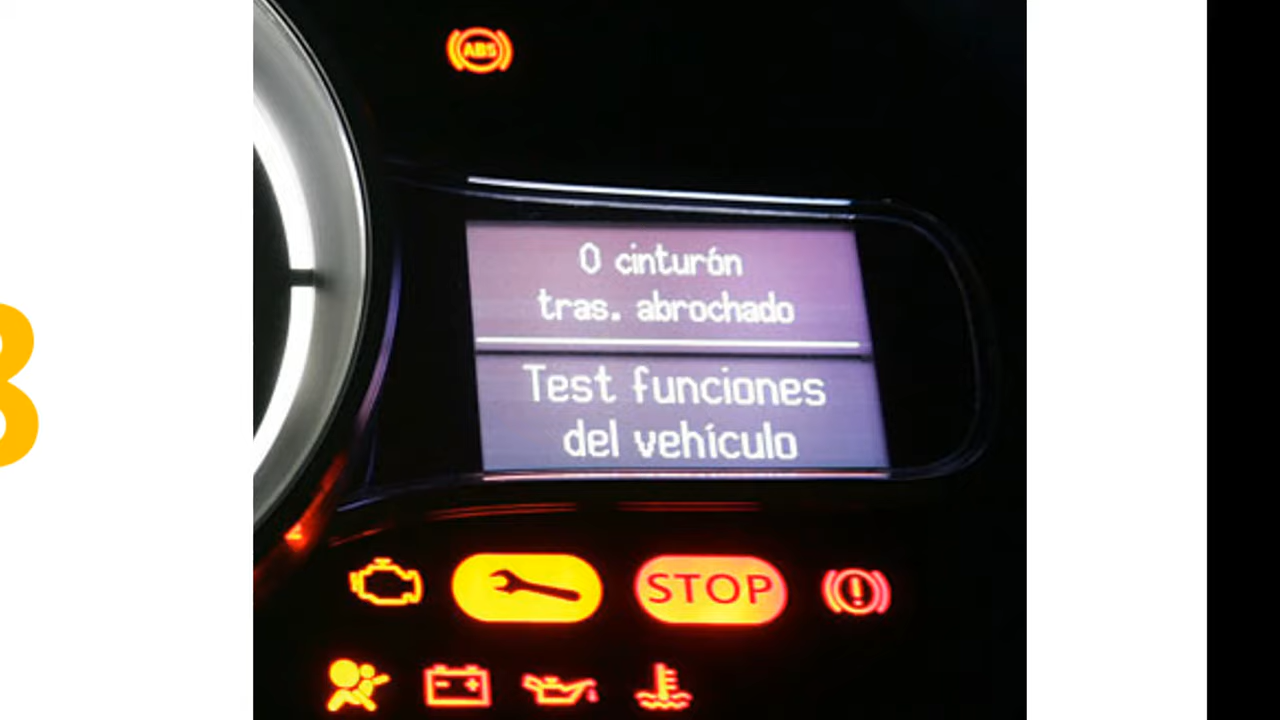 ABS
0 cinturón
tras. abrochado
Test funciones
del vehículo
STOP